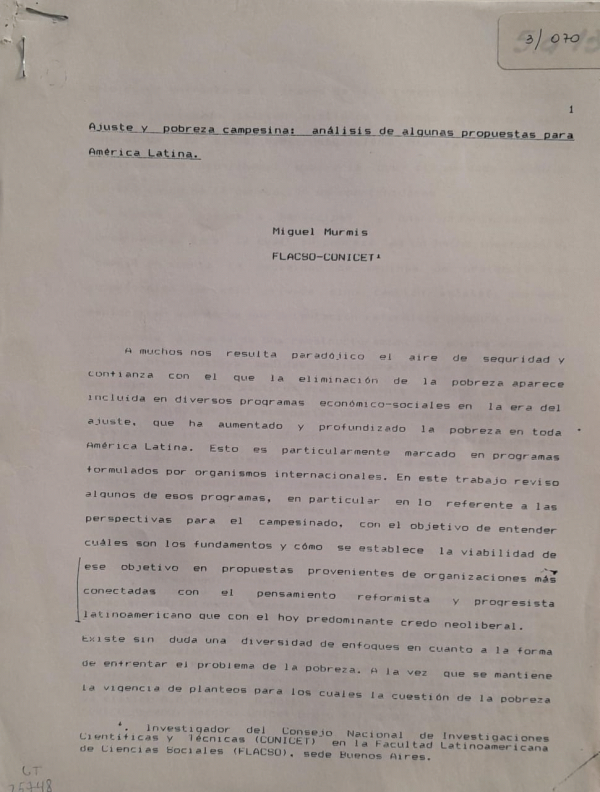 3/070
1
Ajuste y pobreza campesina: análisis de algunas propuestas para
América Latina.
Miguel Murmis
FLACSO-CONICET*
A muchos nos resulta paradójico el aire de seguridad y
confianza con el que la eliminación de la pobreza aparece
incluida en diversos programas económico-sociales en la era del
ajuste, que ha aumentado y profundizado la pobreza en toda
América Latina. Esto es particularmente marcado en programas
formulados por organismos internacionales. En este trabajo reviso
algunos de esos programas, en particular en lo referente a las
perspectivas para el campesinado, con el objetivo de entender
cuáles son los fundamentos y cómo se establece la viabilidad de
ese objetivo en propuestas provenientes de organizaciones más
conectadas con el pensamiento reformista y progresista
latinoamericano que con el hoy predominante credo neoliberal.
Existe sin duda una diversidad de enfoques en cuanto a la forma
de enfrentar el problema de la pobreza. A la vez que se mantiene
la vigencia de planteos para los cuales la cuestión de la pobreza
*. Investigador del Consejo Nacional de Investigaciones
Científicas y Técnicas (CONICET) en la Facultad Latinoamericana
de Ciencias Sociales (FLACSO), sede Buenos Aires.
CT